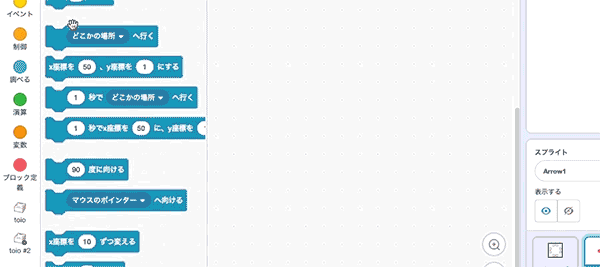 イベント
どこかの場所 へ行く
制御
x座標を 50 、y座標を 1 にする
調べる
1 秒で どこかの場所 へ行く
演算
1 秒でx座標を 50 に、y座標を
変数
90 度に向ける
ブロック定義
マウスのポインター へ向ける
toio
x座標を 10 ずつ変える
toio #2
スプライト
Arrow1
表示する